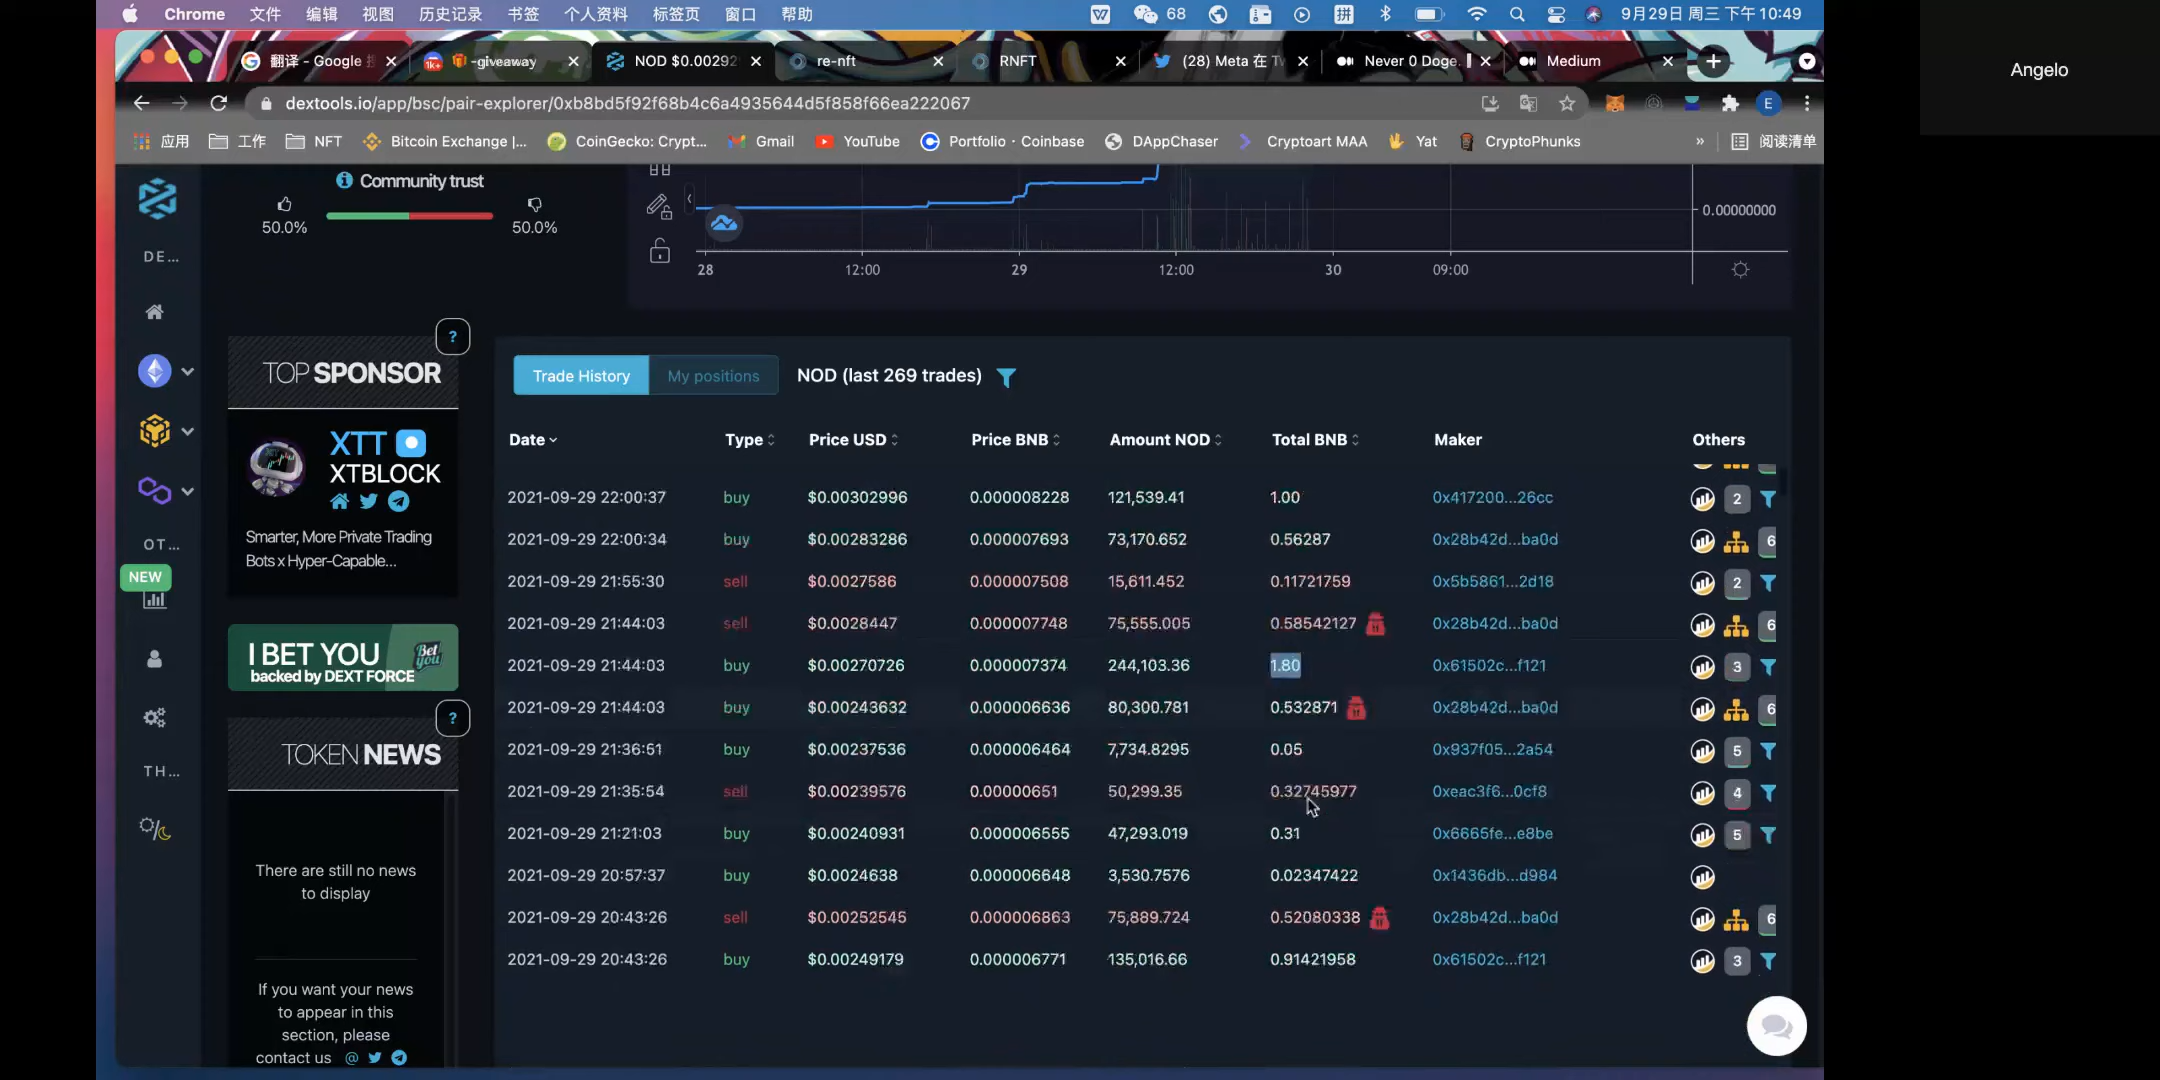 Chrome 文件 编辑 视图 历史记录 书签 个人资料 标签页 窗口 帮助 68 拼 9月29日 周三 下午 10:49
Angelo
翻译 - Google 1k+ -giveaway NOD $0.00292 re-nft RNFT (28) Meta 在 Never 0 Doge. Medium
dextools.io/app/bsc/pair-explorer/0xb8bd5f92f68b4c6a4935644d5f858f66ea222067 E
应用 工作 NFT Bitcoin Exchange |... CoinGecko: Crypt... Gmail YouTube Portfolio · Coinbase DAppChaser Cryptoart MAA Yat CryptoPhunks » 阅读清单
Community trust
50.0% 50.0%
0.00000000
28 12:00 29 12:00 30 09:00
DE...
OT...
NEW
TH...
?
TOP SPONSOR
XTT
XTBLOCK
Smarter, More Private Trading
Bots x Hyper-Capable...
I BET YOU
backed by DEXT FORCE
Bet you
?
TOKEN NEWS
There are still no news
to display
If you want your news
to appear in this
section, please
contact us @
Trade History My positions NOD (last 269 trades)
Date Type Price USD Price BNB Amount NOD Total BNB Maker Others
2021-09-29 22:00:37 buy $0.00302996 0.000008228 121,539.41 1.00 0x417200...26cc 2
2021-09-29 22:00:34 buy $0.00283286 0.000007693 73,170.652 0.56287 0x28b42d...ba0d 6
2021-09-29 21:55:30 sell $0.0027586 0.000007508 15,611.452 0.11721759 0x5b5861...2d18 2
2021-09-29 21:44:03 sell $0.0028447 0.000007748 75,555.005 0.58542127 0x28b42d...ba0d 6
2021-09-29 21:44:03 buy $0.00270726 0.000007374 244,103.36 1.80 0x61502c...f121 3
2021-09-29 21:44:03 buy $0.00243632 0.000006636 80,300.781 0.532871 0x28b42d...ba0d 6
2021-09-29 21:36:51 buy $0.00237536 0.000006464 7,734.8295 0.05 0x937f05...2a54 5
2021-09-29 21:35:54 sell $0.00239576 0.00000651 50,299.35 0.32745977 0xeac3f6...0cf8 4
2021-09-29 21:21:03 buy $0.00240931 0.000006555 47,293.019 0.31 0x6665fe...e8be 5
2021-09-29 20:57:37 buy $0.0024638 0.000006648 3,530.7576 0.02347422 0x1436db...d984
2021-09-29 20:43:26 sell $0.00252545 0.000006863 75,889.724 0.52080338 0x28b42d...ba0d 6
2021-09-29 20:43:26 buy $0.00249179 0.000006771 135,016.66 0.91421958 0x61502c...f121 3